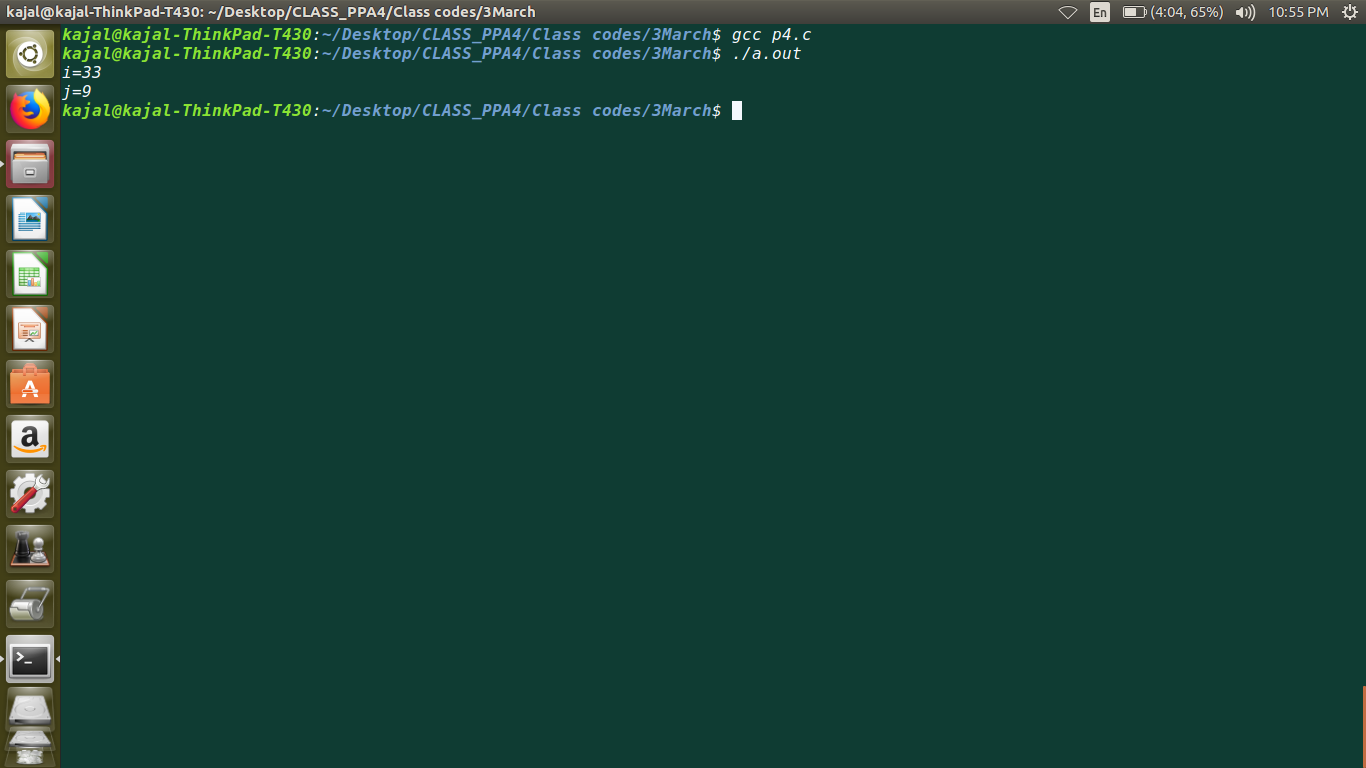 kajal@kajal-ThinkPad-T430: ~/Desktop/CLASS_PPA4/Class codes/3March
En
(4:04, 65%)
10:55 PM
kajal@kajal-ThinkPad-T430:~/Desktop/CLASS_PPA4/Class codes/3March$ gcc p4.c
kajal@kajal-ThinkPad-T430:~/Desktop/CLASS_PPA4/Class codes/3March$ ./a.out
i=33
j=9
kajal@kajal-ThinkPad-T430:~/Desktop/CLASS_PPA4/Class codes/3March$
A
a
>_